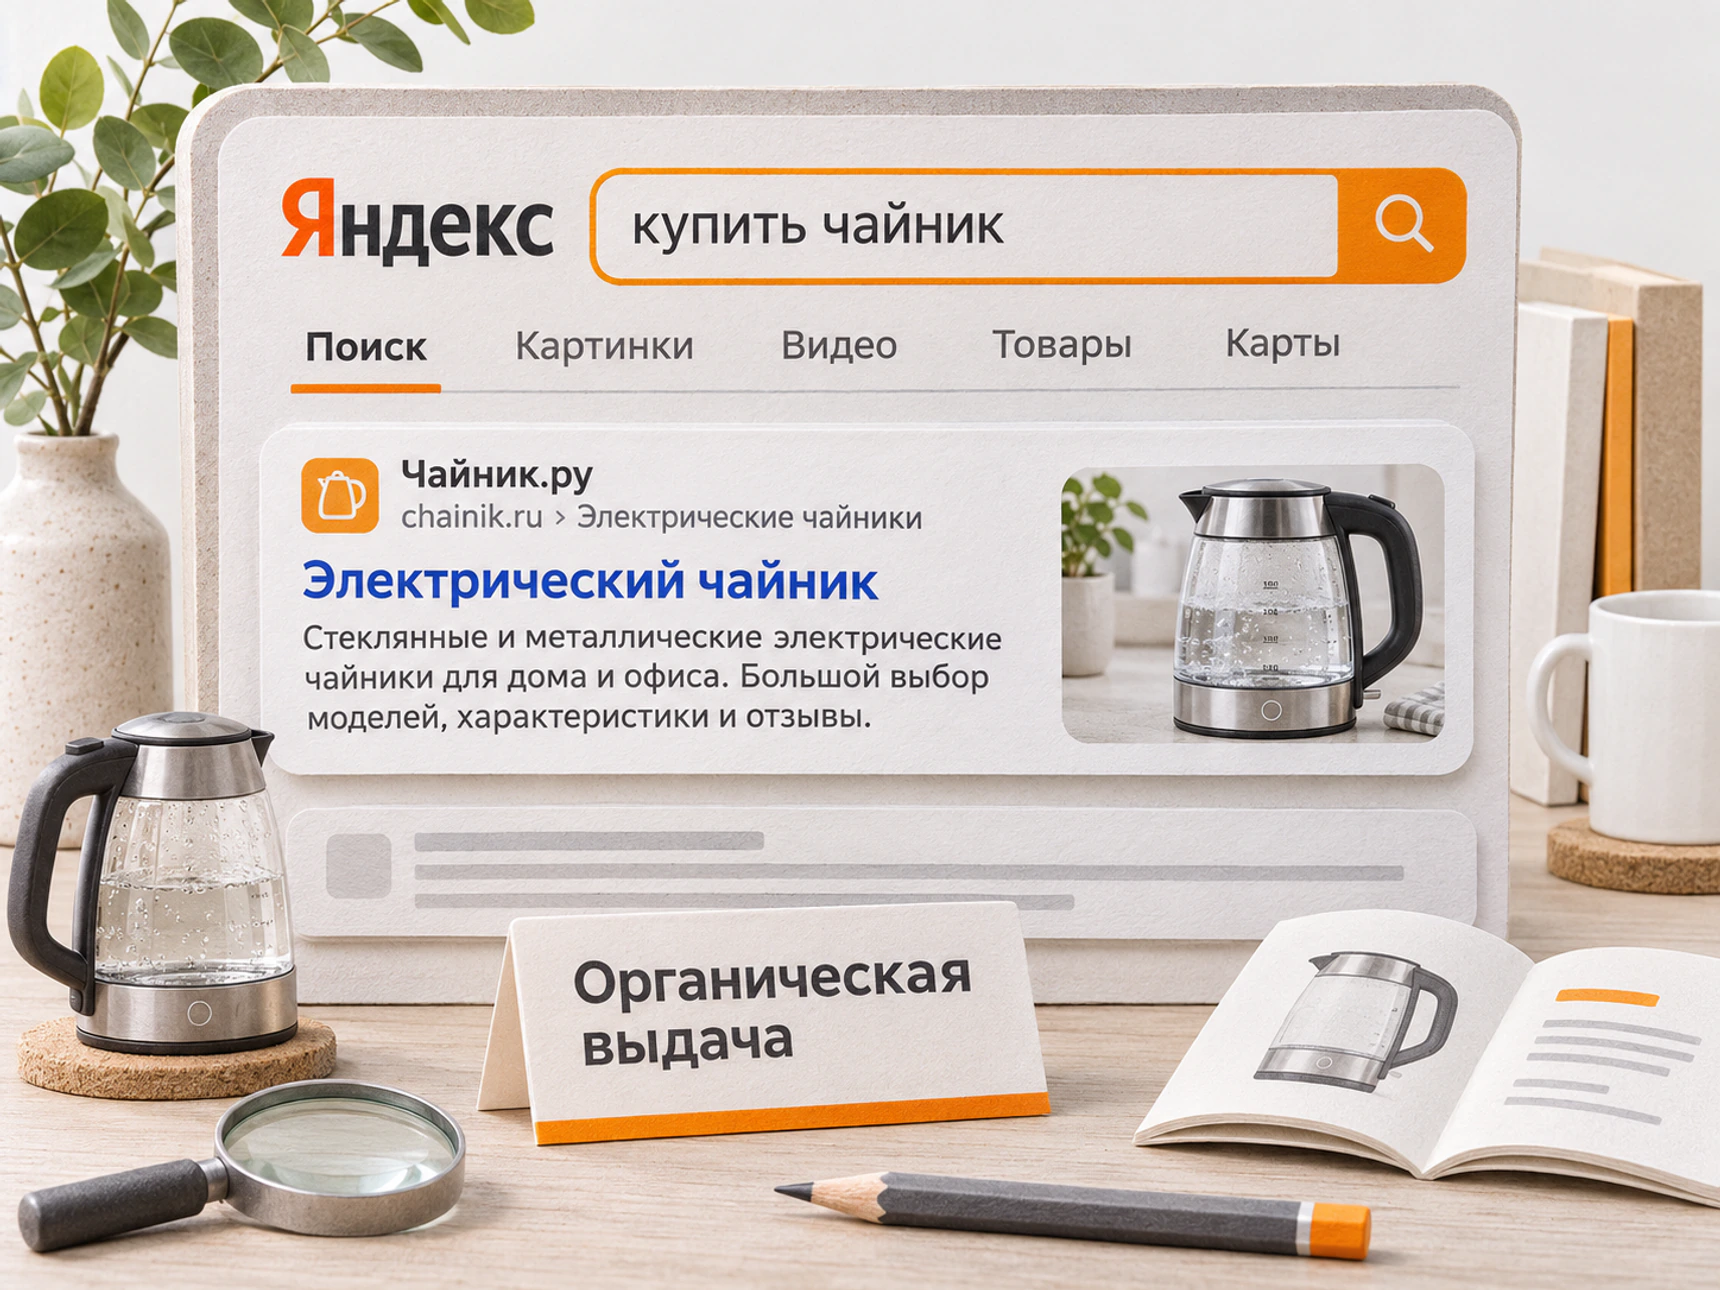 Яндекс
купить чайник
Поиск Картинки Видео Товары Карты
Чайник.ру
chainik.ru › Электрические чайники
Электрический чайник
Стеклянные и металлические электрические
чайники для дома и офиса. Большой выбор
моделей, характеристики и отзывы.
Органическая
выдача